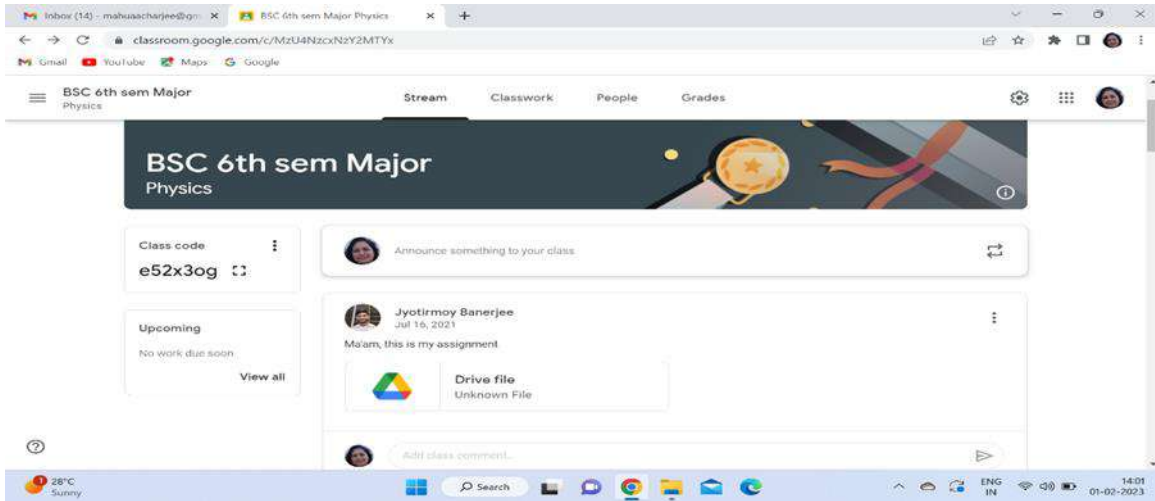 Inbox (14) - mahuaacharjee@gm
BSC 6th sem Major Physics
classroom.google.com/c/MzU4NzcxNzY2MTYx
Gmail YouTube Maps Google
BSC 6th sem Major
Physics
Stream Classwork People Grades
BSC 6th sem Major
Physics
Class code
e52x3og
Announce something to your class
Upcoming
No work due soon
View all
Jyotirmoy Banerjee
Jul 16, 2021
Ma'am, this is my assignment
Drive file
Unknown File
Add class comment...
28°C
Sunny
Search
ENG
IN
14:01
01-02-2023